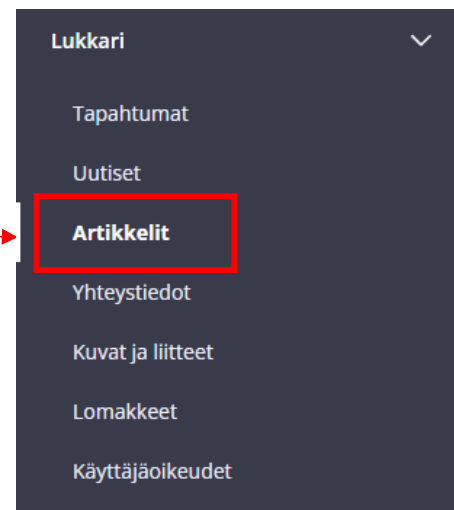 Lukkari
Tapahtumat
Uutiset
Artikkelit
Yhteystiedot
Kuvat ja liitteet
Lomakkeet
Käyttäjäoikeudet